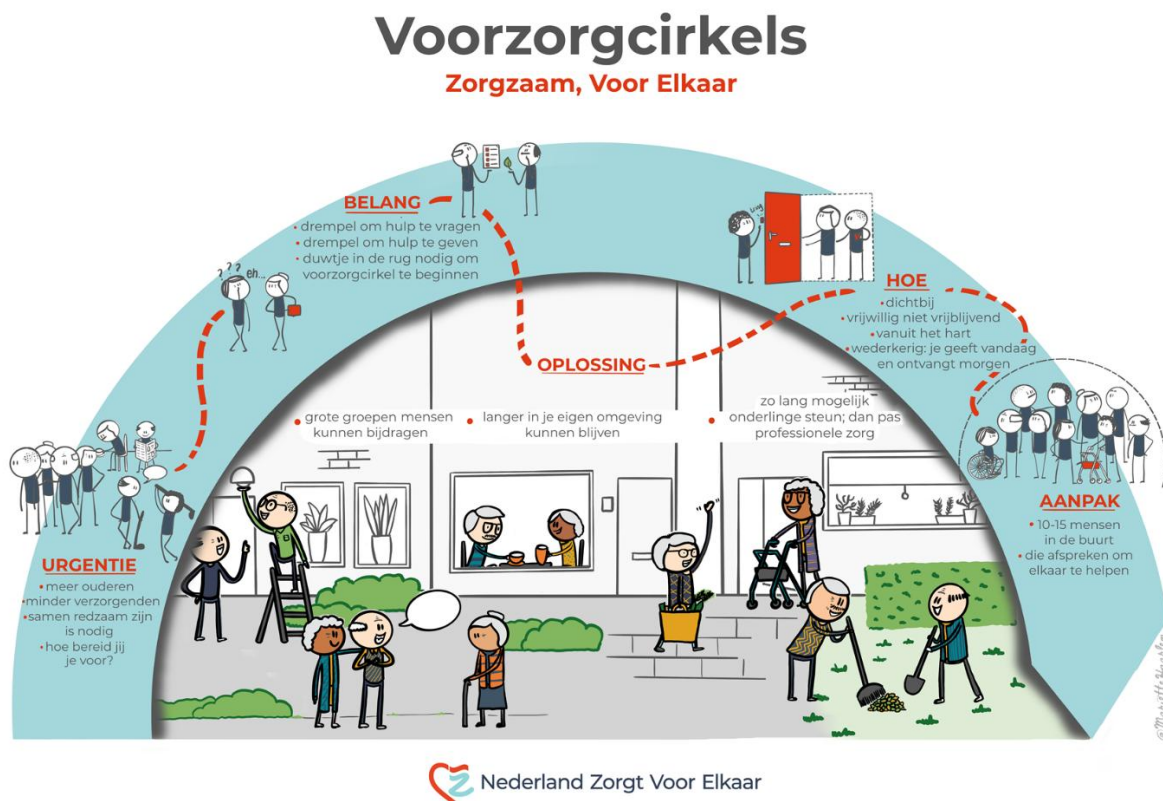 Voorzorgcirkels
Zorgzaam, Voor Elkaar
URGENTIE
• meer ouderen
• minder verzorgenden
• samen redzaam zijn
is nodig
• hoe bereid jij
je voor?
? ? ?
eh...
BELANG
• drempel om hulp te vragen
• drempel om hulp te geven
• duwtje in de rug nodig om
voorzorgcirkel te beginnen
OPLOSSING
• grote groepen mensen
kunnen bijdragen
• langer in je eigen omgeving
kunnen blijven
• zo lang mogelijk
onderlinge steun; dan pas
professionele zorg
HOE
• dichtbij
• vrijwillig niet vrijblijvend
• vanuit het hart
• wederkerig: je geeft vandaag
en ontvangt morgen
AANPAK
• 10-15 mensen
in de buurt
• die afspreken om
elkaar te helpen
Nederland Zorgt Voor Elkaar